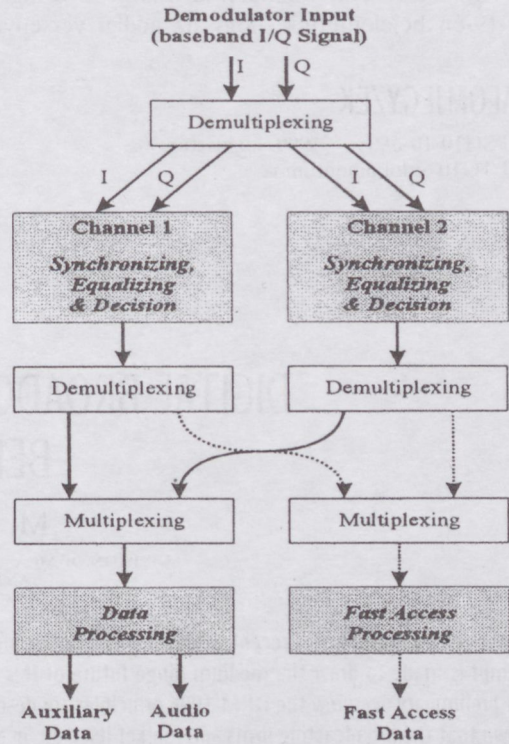 Demodulator Input
(baseband I/Q Signal)
I Q
Demultiplexing
I Q I Q
Channel 1
Synchronizing,
Equalizing
& Decision
Channel 2
Synchronizing,
Equalizing
& Decision
Demultiplexing
Demultiplexing
Multiplexing
Multiplexing
Data
Processing
Fast Access
Processing
Auxiliary
Data
Audio
Data
Fast Access
Data